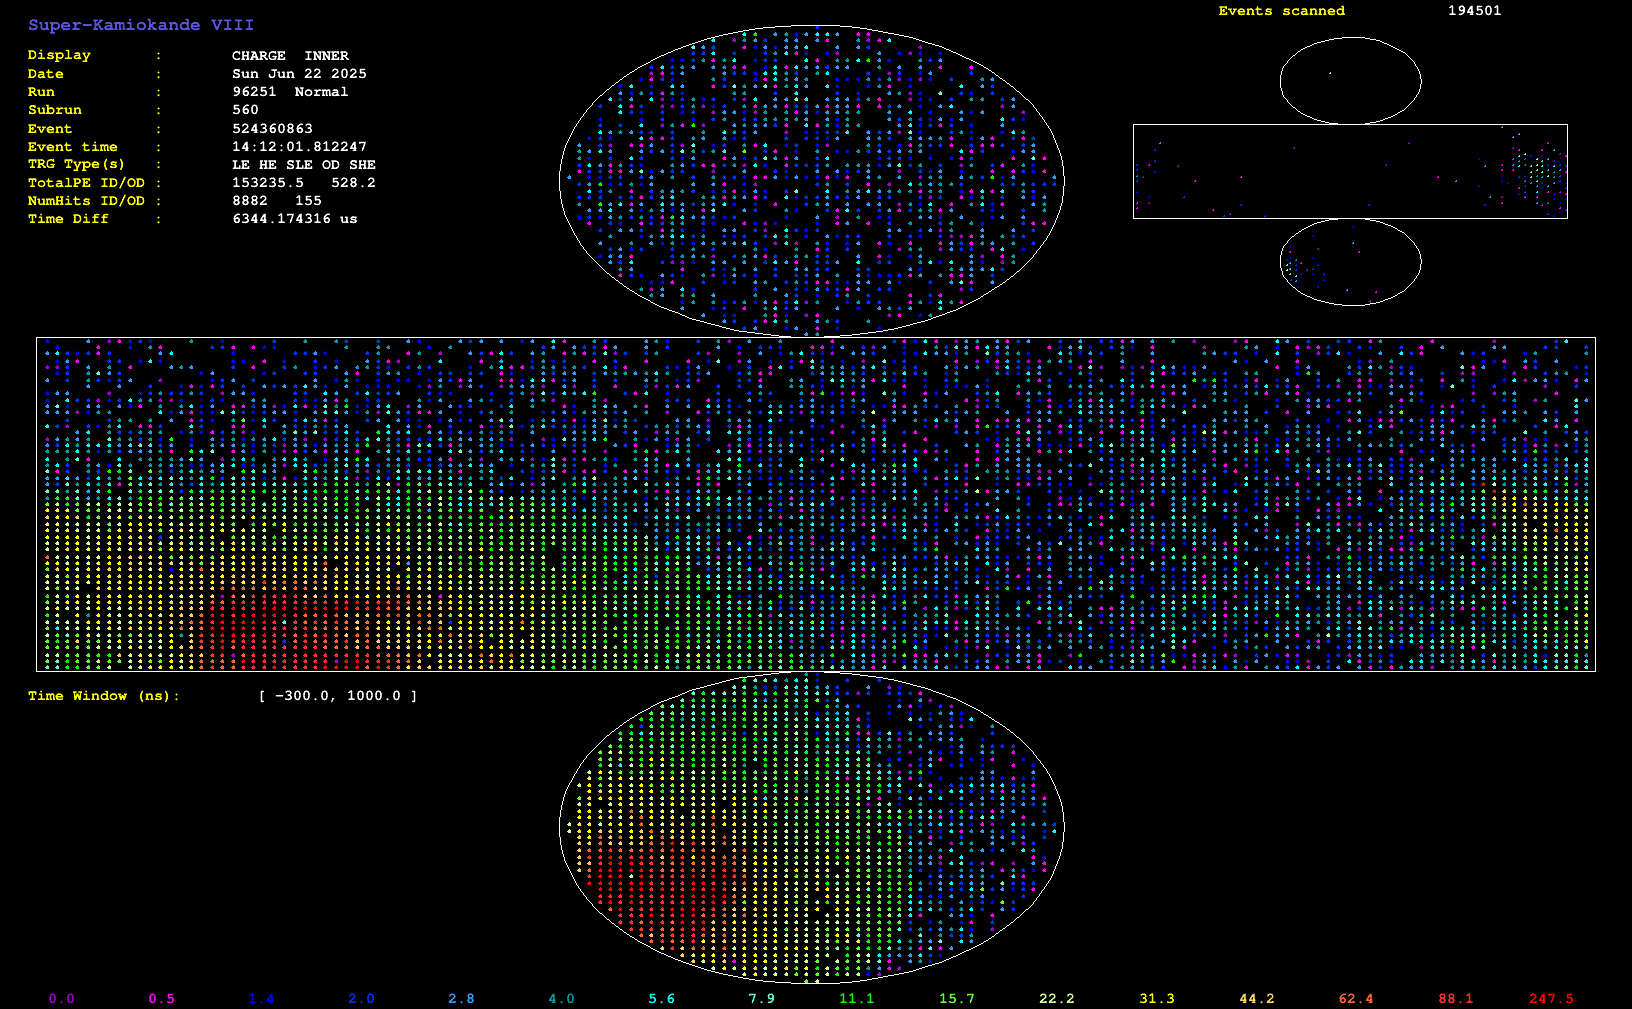 Super-Kamiokande VIII
Events scanned 194501
Display : CHARGE INNER
Date : Sun Jun 22 2025
Run : 96251 Normal
Subrun : 560
Event : 524360863
Event time : 14:12:01.812247
TRG Type(s) : LE HE SLE OD SHE
TotalPE ID/OD : 153235.5 528.2
NumHits ID/OD : 8882 155
Time Diff : 6344.174316 us
Time Window (ns): [ −300.0, 1000.0 ]
0.0 0.5 1.4 2.0 2.8 4.0 5.6 7.9 11.1 15.7 22.2 31.3 44.2 62.4 88.1 247.5